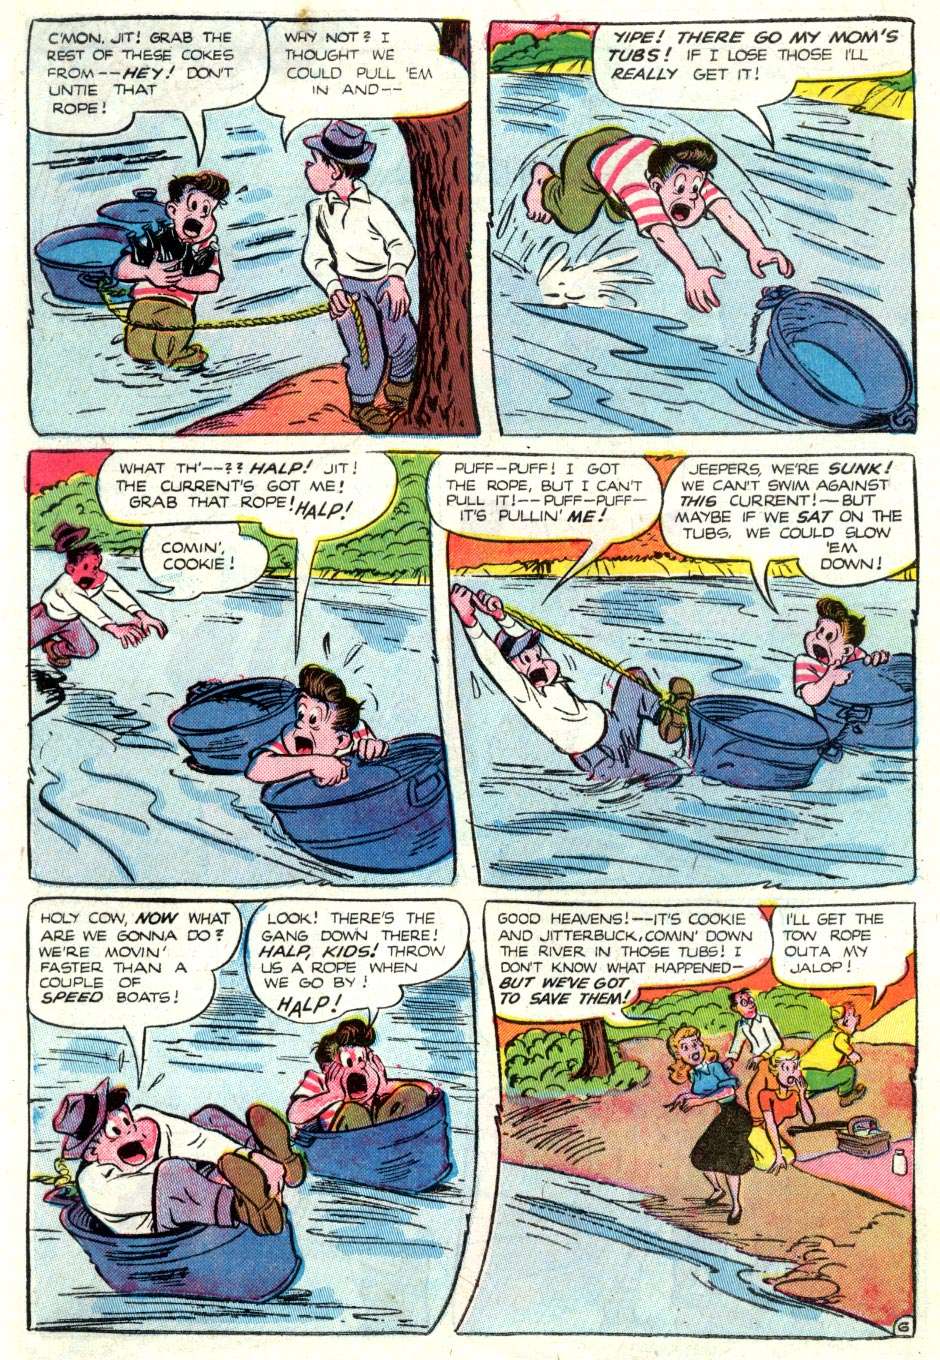 C'MON, JIT! GRAB THE
REST OF THESE COKES
FROM--HEY! DON'T
UNTIE THAT
ROPE!
WHY NOT? I
THOUGHT WE
COULD PULL 'EM
IN AND--
YIPE! THERE GO MY MOM'S
TUBS! IF I LOSE THOSE I'LL
REALLY GET IT!
WHAT TH'--?? HALP! JIT!
THE CURRENT'S GOT ME!
GRAB THAT ROPE! HALP!
COMIN',
COOKIE!
PUFF-PUFF! I GOT
THE ROPE, BUT I CAN'T
PULL IT!--PUFF-PUFF-
IT'S PULLIN' ME!
JEEPERS, WE'RE SUNK!
WE CAN'T SWIM AGAINST
THIS CURRENT!-BUT
MAYBE IF WE SAT ON THE
TUBS, WE COULD SLOW
'EM
DOWN!
HOLY COW, NOW WHAT
ARE WE GONNA DO?
WE'RE MOVIN'
FASTER THAN A
COUPLE OF
SPEED BOATS!
LOOK! THERE'S THE
GANG DOWN THERE!
HALP, KIDS! THROW
US A ROPE WHEN
WE GO BY!
HALP!
GOOD HEAVENS!--IT'S COOKIE
AND JITTERBUCK, COMIN' DOWN
THE RIVER IN THOSE TUBS! I
DON'T KNOW WHAT HAPPENED-
BUT WE'VE GOT
TO SAVE THEM!
I'LL GET THE
TOW ROPE
OUTA MY
JALOP!
6